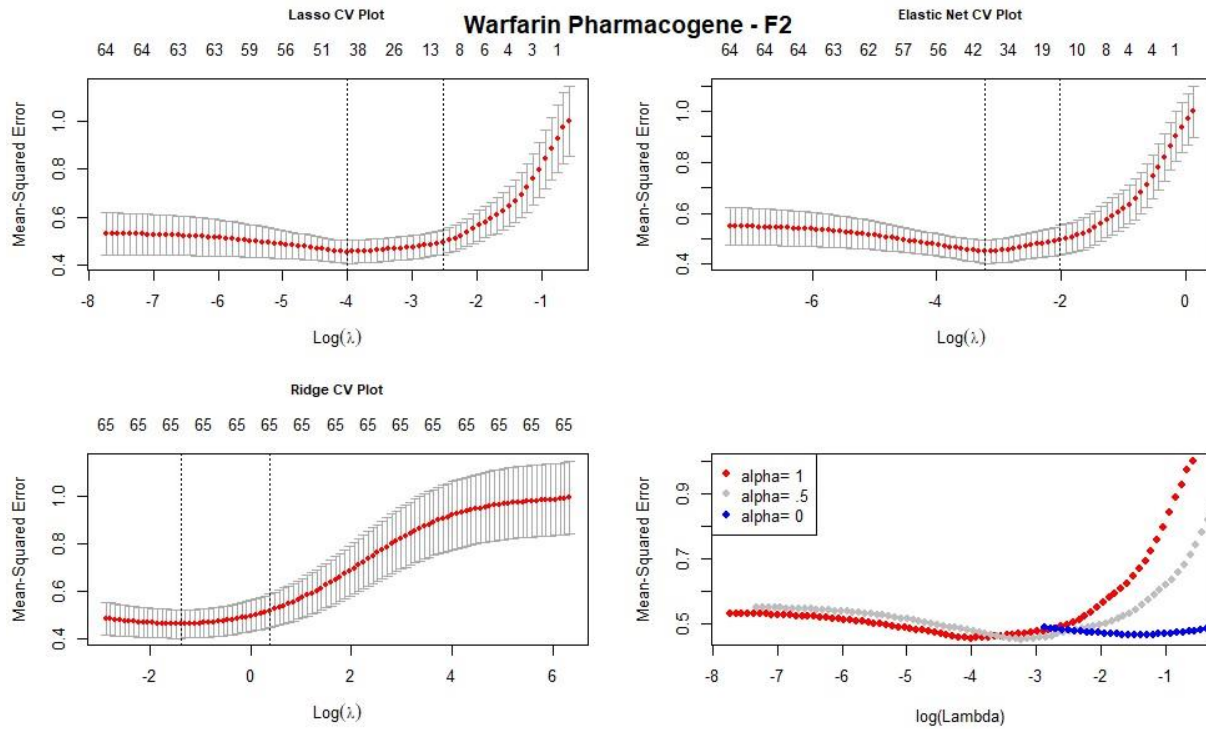 Warfarin Pharmacogene - F2
Lasso CV Plot
64 64 63 63 59 56 51 38 26 13 8 6 4 3 1
Mean-Squared Error
1.0
0.8
0.6
0.4
-8 -7 -6 -5 -4 -3 -2 -1
Log(λ)
Elastic Net CV Plot
64 64 64 63 62 57 56 42 34 19 10 8 4 4 1
Mean-Squared Error
1.0
0.8
0.6
0.4
-6 -4 -2 0
Log(λ)
Ridge CV Plot
65 65 65 65 65 65 65 65 65 65 65 65 65 65 65
Mean-Squared Error
1.0
0.8
0.6
0.4
-2 0 2 4 6
Log(λ)
alpha= 1
alpha= .5
alpha= 0
Mean-Squared Error
0.9
0.7
0.5
-8 -7 -6 -5 -4 -3 -2 -1
log(Lambda)